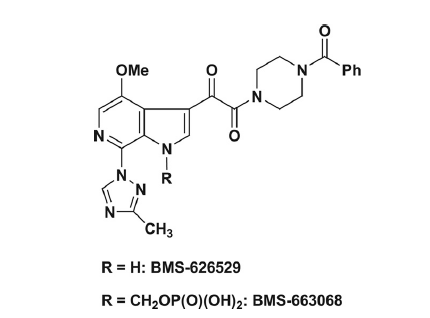 O
N
Ph
OMe
O
N
N
O
N
N
R
N
N
N
CH₃
R = H: BMS-626529
R = CH₂OP(O)(OH)₂: BMS-663068